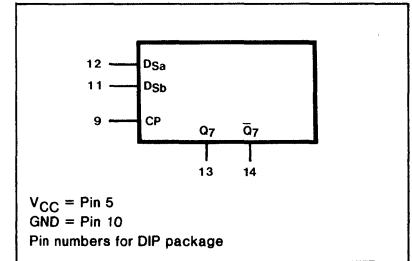 12 DSa
11 DSb
9 CP
Q7 Q̅7
13 14
VCC = Pin 5
GND = Pin 10
Pin numbers for DIP package